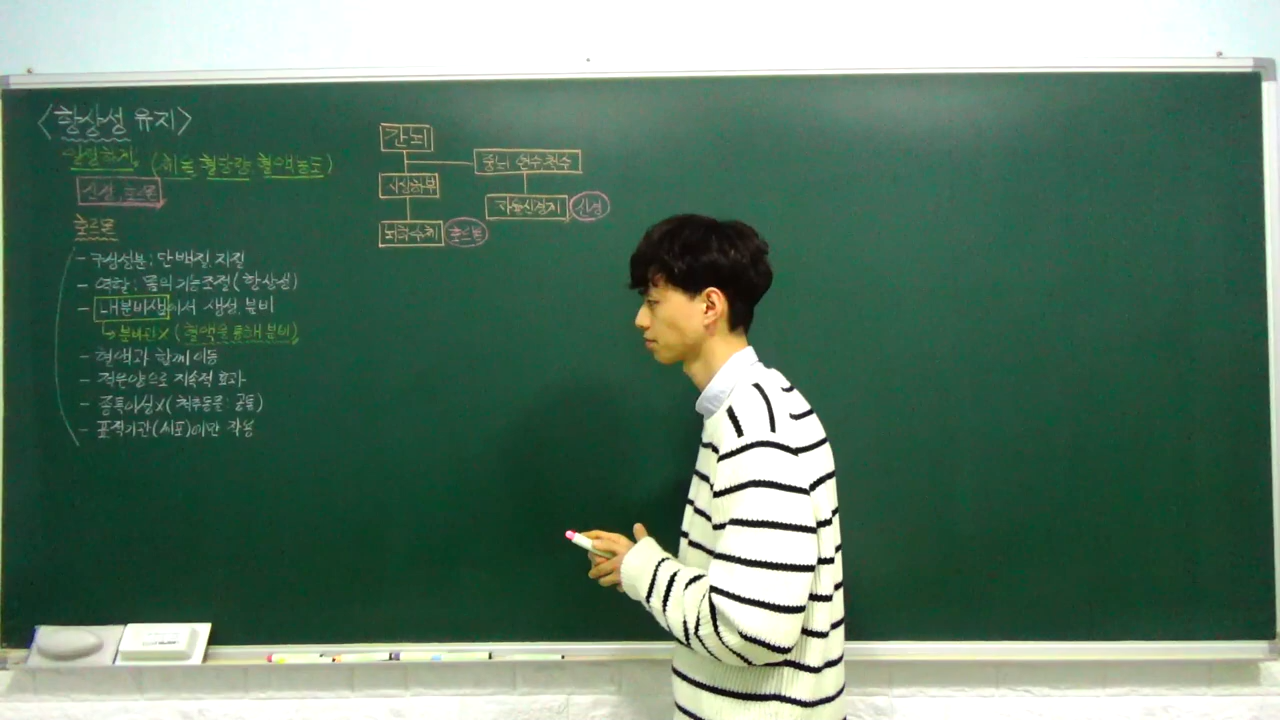 <항상성 유지>
일정하게 (체온 혈당량 혈액농도)
신경, 호르몬
호르몬
- 구성성분: 단백질, 지질
- 역할: 몸의 기능조절(항상성)
- 내분비샘에서 생성, 분비
↳ 분비관X (혈액을 통해 분비)
- 혈액과 함께 이동
- 적은양으로 지속적 효과
- 종특이성X(척추동물: 공통)
- 표적기관(세포)에만 작용
간뇌
중뇌 연수 척수
시상하부
자율신경계 신경
뇌하수체 호르몬